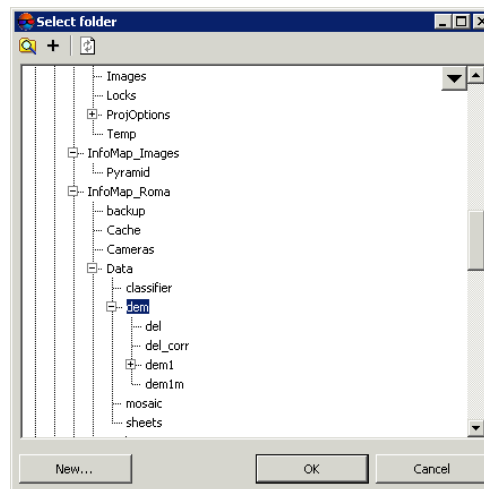 Select folder
Images
Locks
ProjOptions
Temp
InfoMap_Images
Pyramid
InfoMap_Roma
backup
Cache
Cameras
Data
classifier
dem
del
del_corr
dem1
dem1m
mosaic
sheets
New... OK Cancel